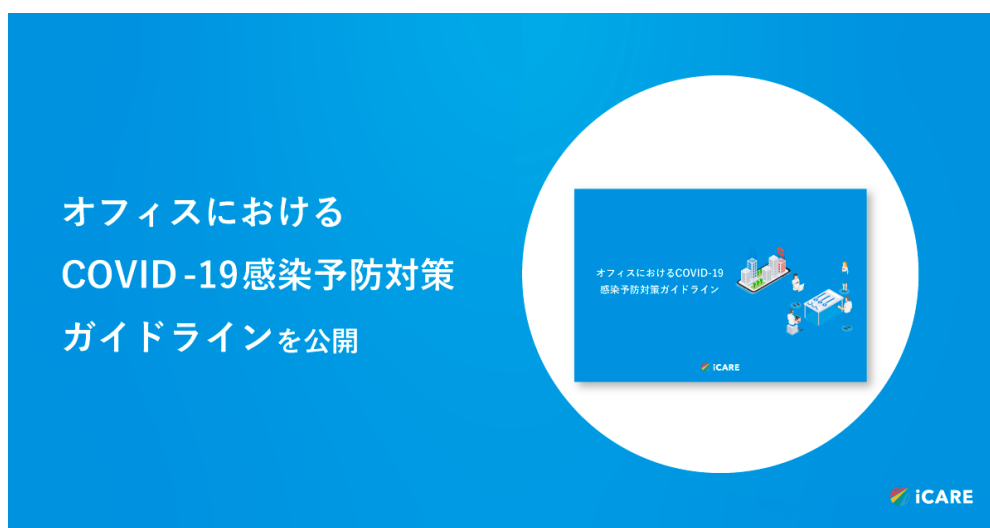 オフィスにおける
COVID-19感染予防対策
ガイドラインを公開
オフィスにおけるCOVID-19
感染予防対策ガイドライン
iCARE
iCARE